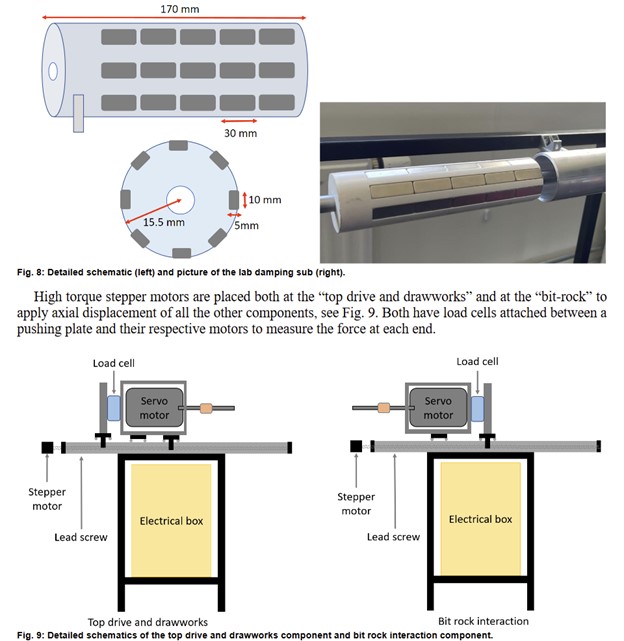 170 mm
30 mm
10 mm
15.5 mm
5mm
Fig. 8: Detailed schematic (left) and picture of the lab damping sub (right).
High torque stepper motors are placed both at the “top drive and drawworks” and at the “bit-rock” to
apply axial displacement of all the other components, see Fig. 9. Both have load cells attached between a
pushing plate and their respective motors to measure the force at each end.
Load cell
Servo
motor
Stepper
motor
Lead screw
Electrical box
Top drive and drawworks
Load cell
Servo
motor
Stepper
motor
Lead screw
Electrical box
Bit rock interaction
Fig. 9: Detailed schematics of the top drive and drawworks component and bit rock interaction component.